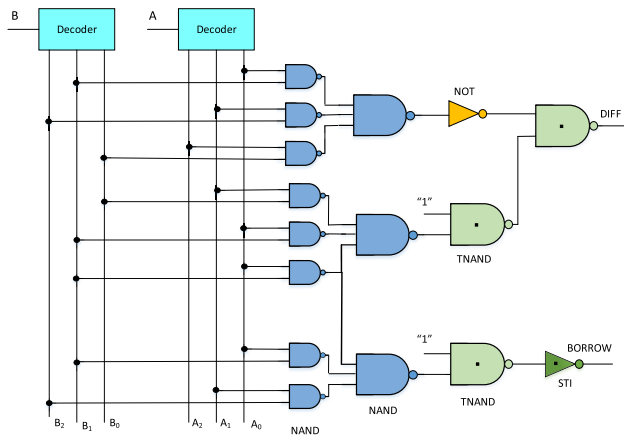 B
A
Decoder
Decoder
NOT
DIFF
“1”
TNAND
“1”
BORROW
STI
TNAND
NAND
NAND
B2
B1
B0
A2
A1
A0